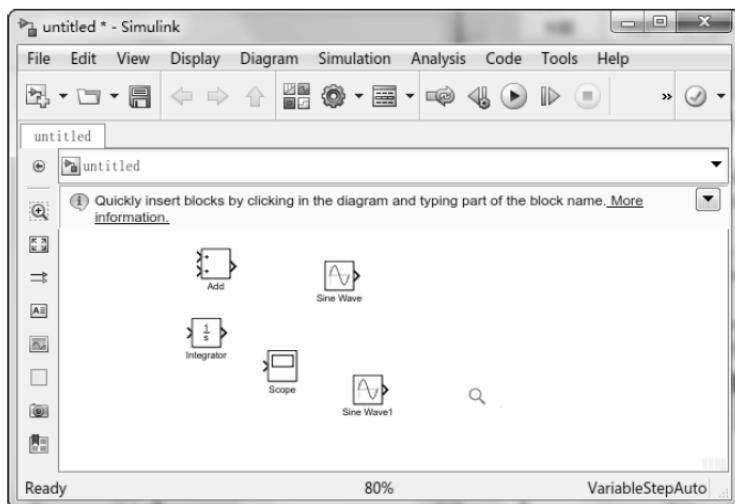 untitled * - Simulink
File Edit View Display Diagram Simulation Analysis Code Tools Help
»
untitled
untitled
Quickly insert blocks by clicking in the diagram and typing part of the block name. More
information.
+
+
Add
Sine Wave
1
s
Integrator
Scope
Sine Wave1
Ready 80% VariableStepAuto